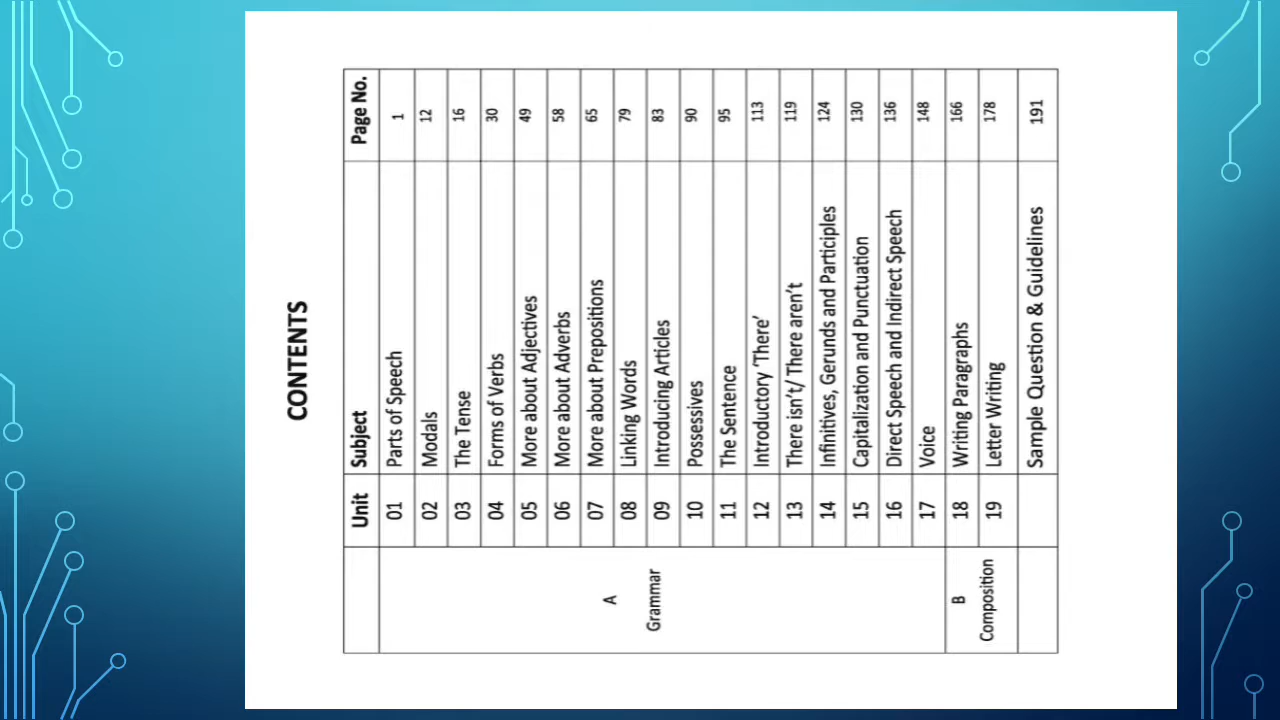 CONTENTS
Unit Subject Page No.
A
Grammar
01 Parts of Speech 1
02 Modals 12
03 The Tense 16
04 Forms of Verbs 30
05 More about Adjectives 49
06 More about Adverbs 58
07 More about Prepositions 65
08 Linking Words 79
09 Introducing Articles 83
10 Possessives 90
11 The Sentence 95
12 Introductory 'There' 113
13 There isn't/ There aren't 119
14 Infinitives, Gerunds and Participles 124
15 Capitalization and Punctuation 130
16 Direct Speech and Indirect Speech 136
17 Voice 148
B
Composition
18 Writing Paragraphs 166
19 Letter Writing 178
Sample Question & Guidelines 191